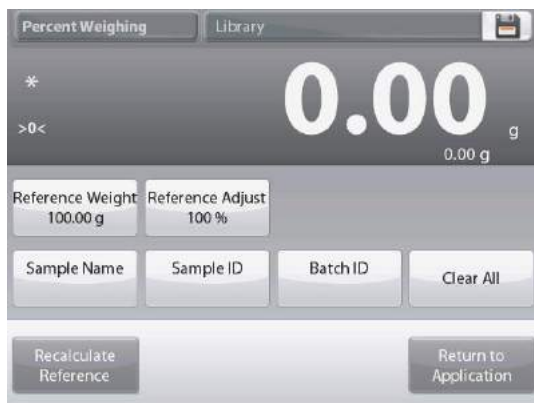 Percent Weighing
Library
*
0.00
>0<
g
0.00 g
Reference Weight
100.00 g
Reference Adjust
100 %
Sample Name
Sample ID
Batch ID
Clear All
Recalculate
Reference
Return to
Application